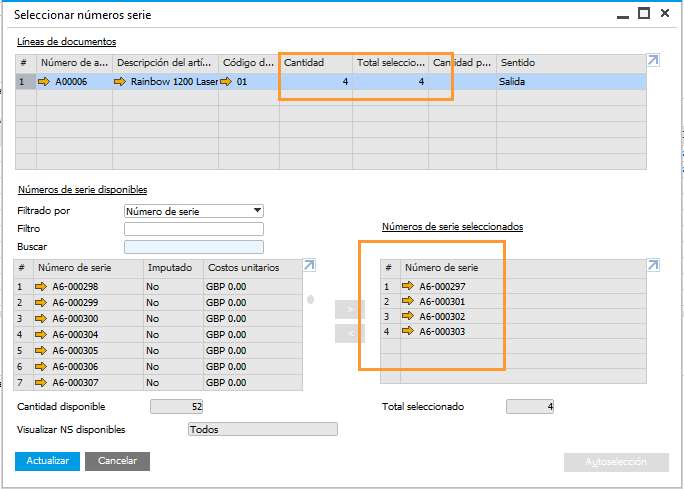 Seleccionar números serie
Líneas de documentos
# Número de a... Descripción del artí... Código d... Cantidad Total seleccio... Cantidad p... Sentido
1 A00006 Rainbow 1200 Laser 01 4 4 Salida
Números de serie disponibles
Filtrado por Número de serie
Filtro
Buscar
# Número de serie Imputado Costos unitarios
1 A6-000298 No GBP 0.00
2 A6-000299 No GBP 0.00
3 A6-000300 No GBP 0.00
4 A6-000304 No GBP 0.00
5 A6-000305 No GBP 0.00
6 A6-000306 No GBP 0.00
7 A6-000307 No GBP 0.00
>
<
Números de serie seleccionados
# Número de serie
1 A6-000297
2 A6-000301
3 A6-000302
4 A6-000303
Cantidad disponible 52
Total seleccionado 4
Visualizar NS disponibles Todos
Actualizar Cancelar Autoselección